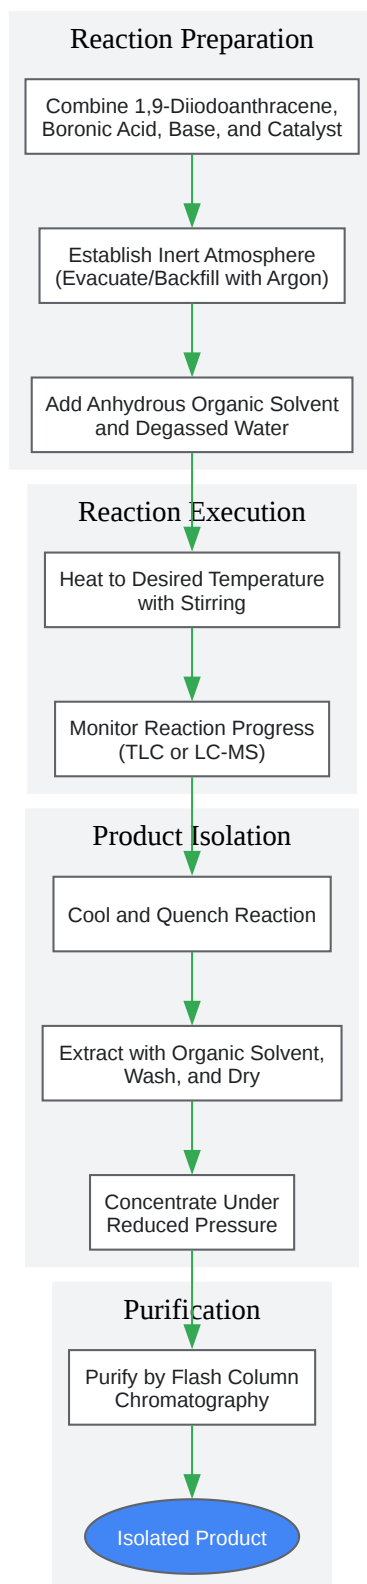 Reaction Preparation
Combine 1,9-Diiodoanthracene,
Boronic Acid, Base, and Catalyst
Establish Inert Atmosphere
(Evacuate/Backfill with Argon)
Add Anhydrous Organic Solvent
and Degassed Water
Reaction Execution
Heat to Desired Temperature
with Stirring
Monitor Reaction Progress
(TLC or LC-MS)
Product Isolation
Cool and Quench Reaction
Extract with Organic Solvent,
Wash, and Dry
Concentrate Under
Reduced Pressure
Purification
Purify by Flash Column
Chromatography
Isolated Product